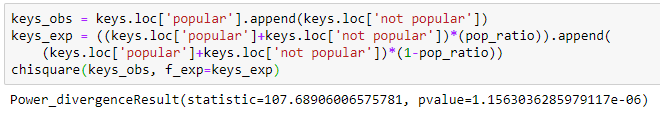 keys_obs = keys.loc['popular'].append(keys.loc['not popular'])
keys_exp = ((keys.loc['popular']+keys.loc['not popular'])*(pop_ratio)).append(
    (keys.loc['popular']+keys.loc['not popular'])*(1-pop_ratio))
chisquare(keys_obs, f_exp=keys_exp)
Power_divergenceResult(statistic=107.68906006575781, pvalue=1.1563036285979117e-06)